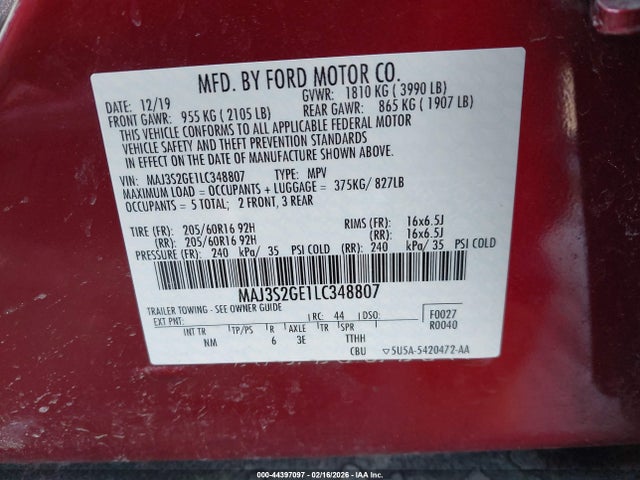 MFD. BY FORD MOTOR CO.
DATE: 12/19 GVWR: 1810 KG ( 3990 LB)
FRONT GAWR: 955 KG ( 2105 LB) REAR GAWR: 865 KG ( 1907 LB)
THIS VEHICLE CONFORMS TO ALL APPLICABLE FEDERAL MOTOR
VEHICLE SAFETY AND THEFT PREVENTION STANDARDS
IN EFFECT ON THE DATE OF MANUFACTURE SHOWN ABOVE.
VIN: MAJ3S2GE1LC348807 TYPE: MPV
MAXIMUM LOAD = OCCUPANTS + LUGGAGE = 375KG/ 827LB
OCCUPANTS = 5 TOTAL; 2 FRONT, 3 REAR
TIRE (FR): 205/60R16 92H RIMS (FR): 16x6.5J
(RR): 205/60R16 92H (RR): 16x6.5J
PRESSURE (FR): 240 kPa/ 35 PSI COLD (RR): 240 kPa/ 35 PSI COLD
MAJ3S2GE1LC348807
TRAILER TOWING - SEE OWNER GUIDE
EXT PNT: RC: 44 DSO: F0027
R0040
INT TR TP/PS R AXLE TR SPR
NM 6 3E TTHH
CBU 5U5A-5420472-AA
000-44397097 - 02/16/2026 - IAA Inc.